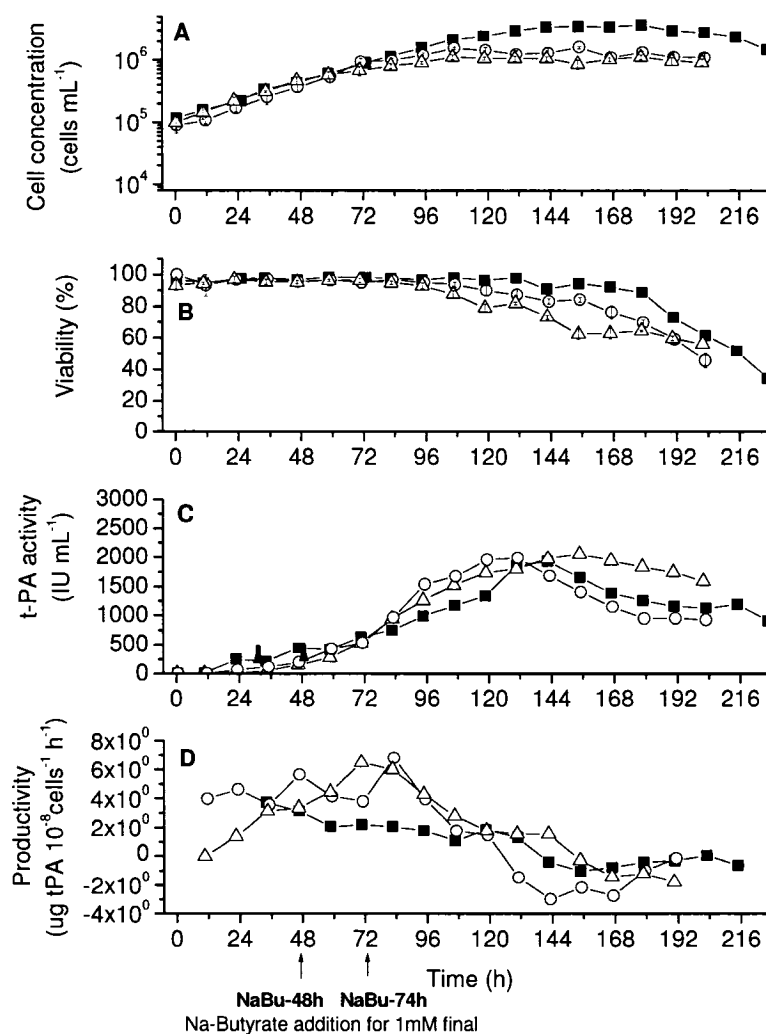 A
Cell concentration
(cells mL⁻¹)
10⁶
10⁵
10⁴
0 24 48 72 96 120 144 168 192 216
B
Viability (%)
100
80
60
40
20
0
0 24 48 72 96 120 144 168 192 216
C
t-PA activity
(IU mL⁻¹)
3000
2500
2000
1500
1000
500
0
0 24 48 72 96 120 144 168 192 216
D
Productivity
(ug tPA 10⁻⁸cells⁻¹ h⁻¹)
8x10⁰
6x10⁰
4x10⁰
2x10⁰
0
-2x10⁰
-4x10⁰
0 24 48 72 96 120 144 168 192 216
Time (h)
NaBu-48h NaBu-74h
Na-Butyrate addition for 1mM final